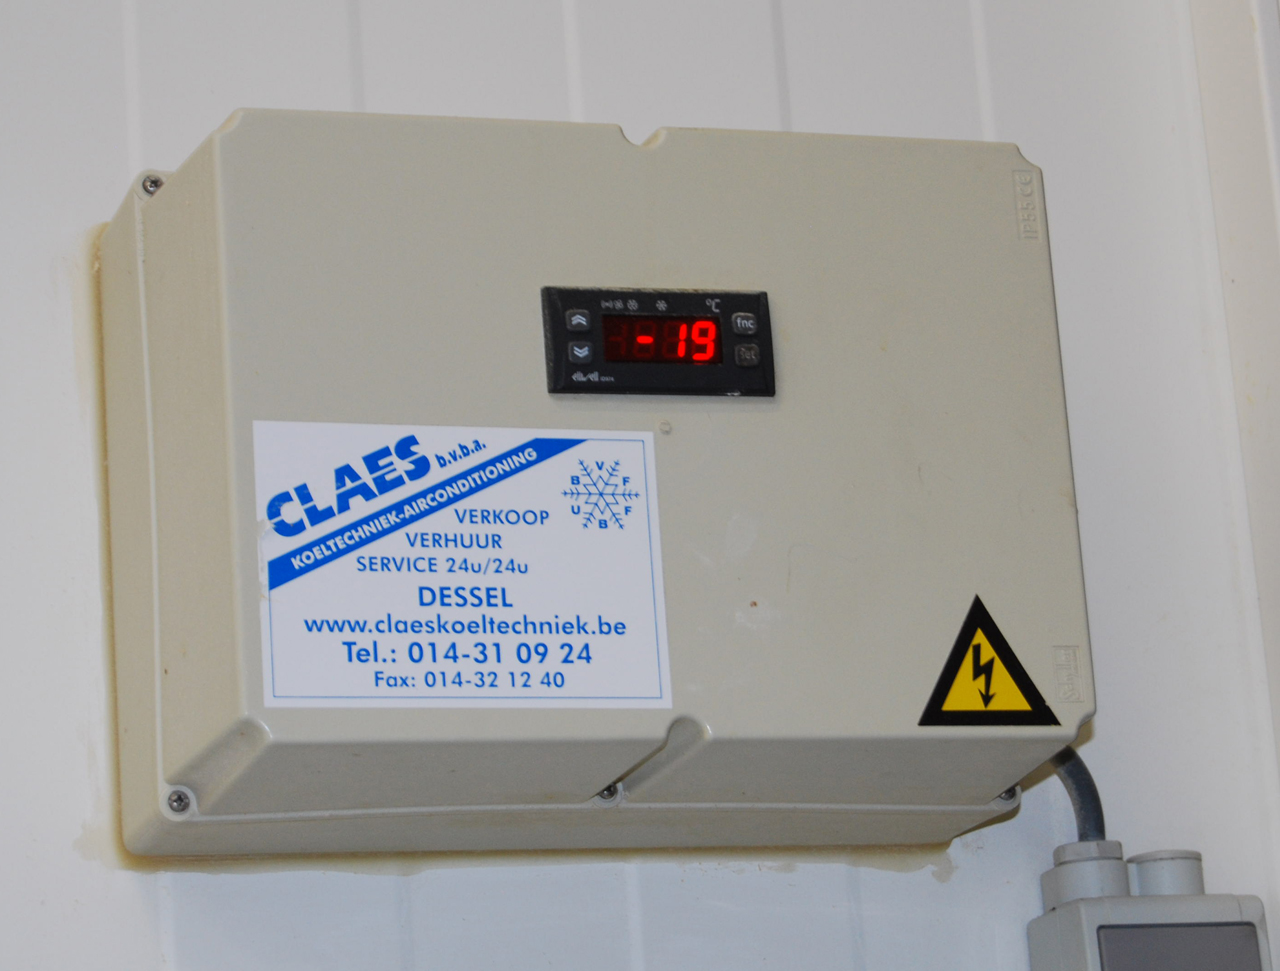 IP55 CE
°C
fnc
-19
eliwell
CLAES b.v.b.a.
KOELTECHNIEK-AIRCONDITIONING
V
B F
U F
B
VERKOOP
VERHUUR
SERVICE 24u/24u
DESSEL
www.claeskoeltechniek.be
Tel.: 014-31 09 24
Fax: 014-32 12 40